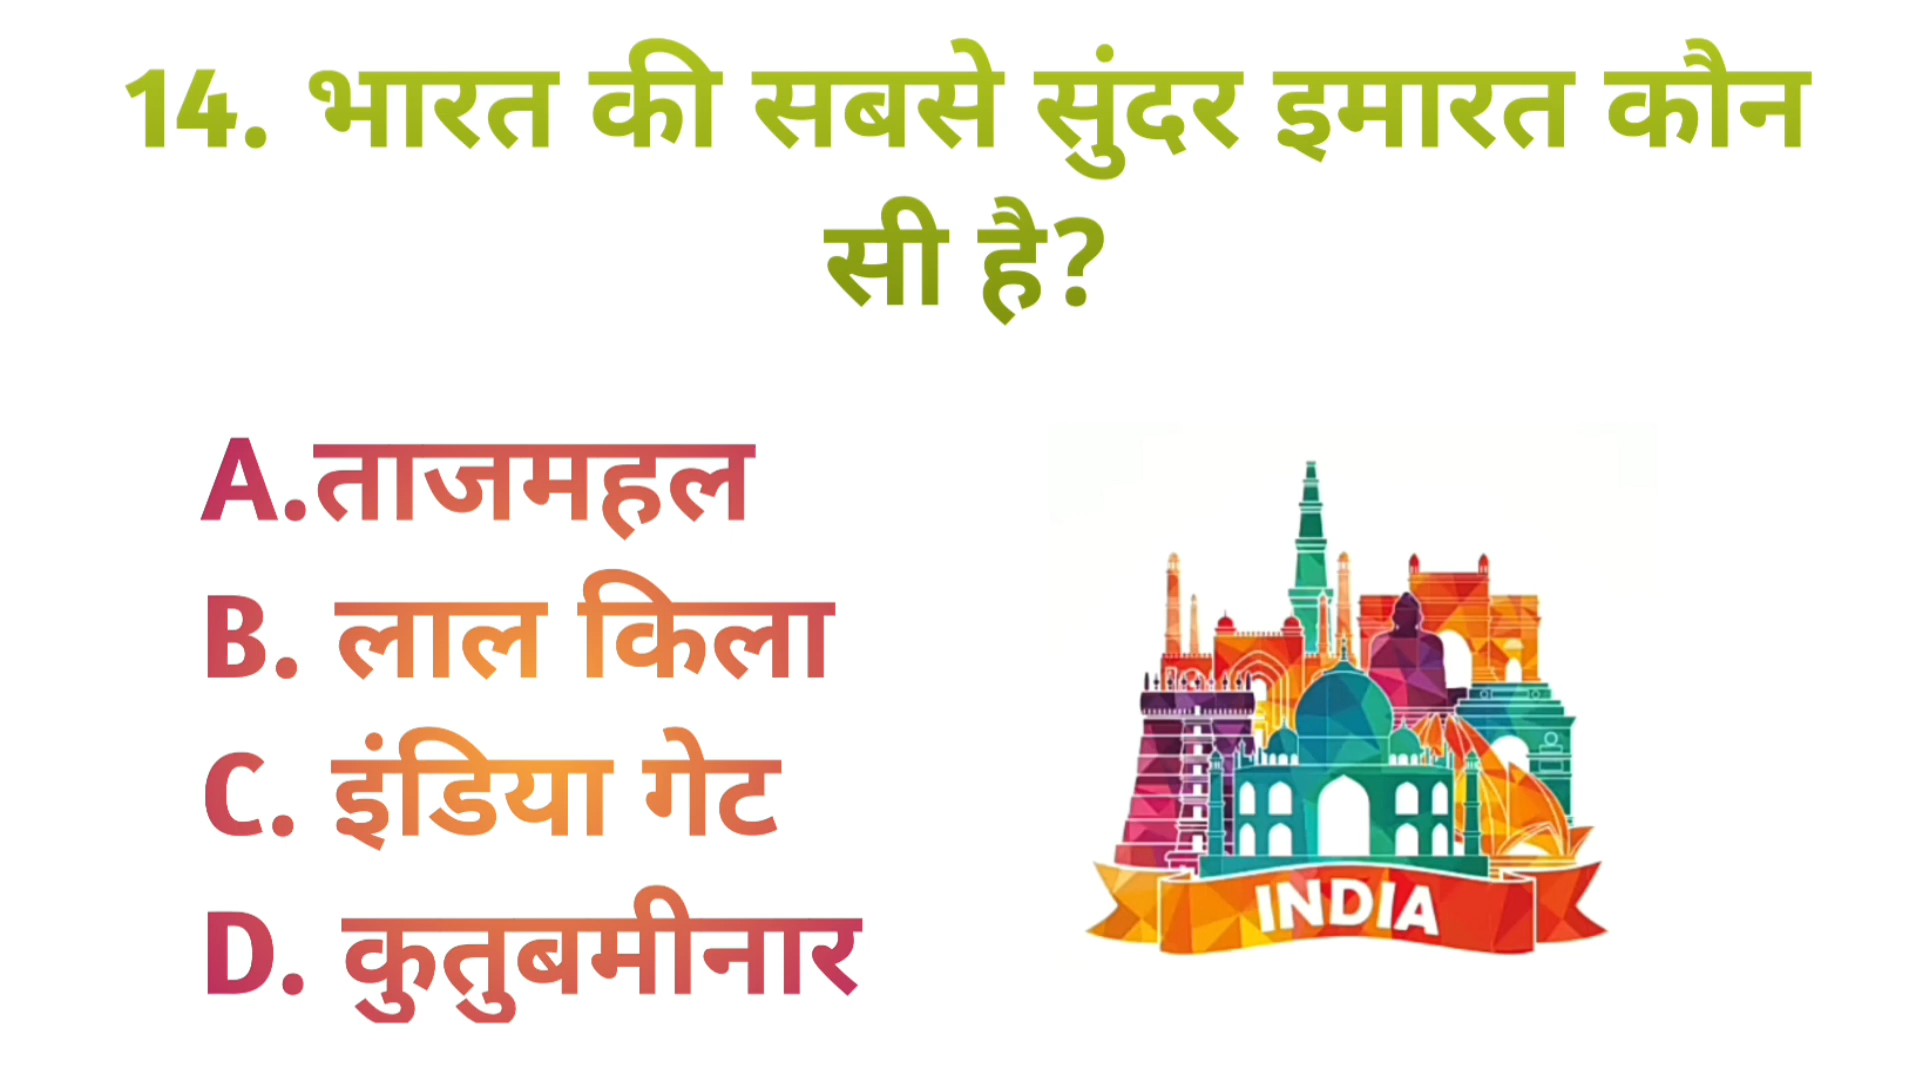 14. भारत की सबसे सुंदर इमारत कौन
सी है?
A.ताजमहल
B. लाल किला
C. इंडिया गेट
D. कुतुबमीनार
INDIA